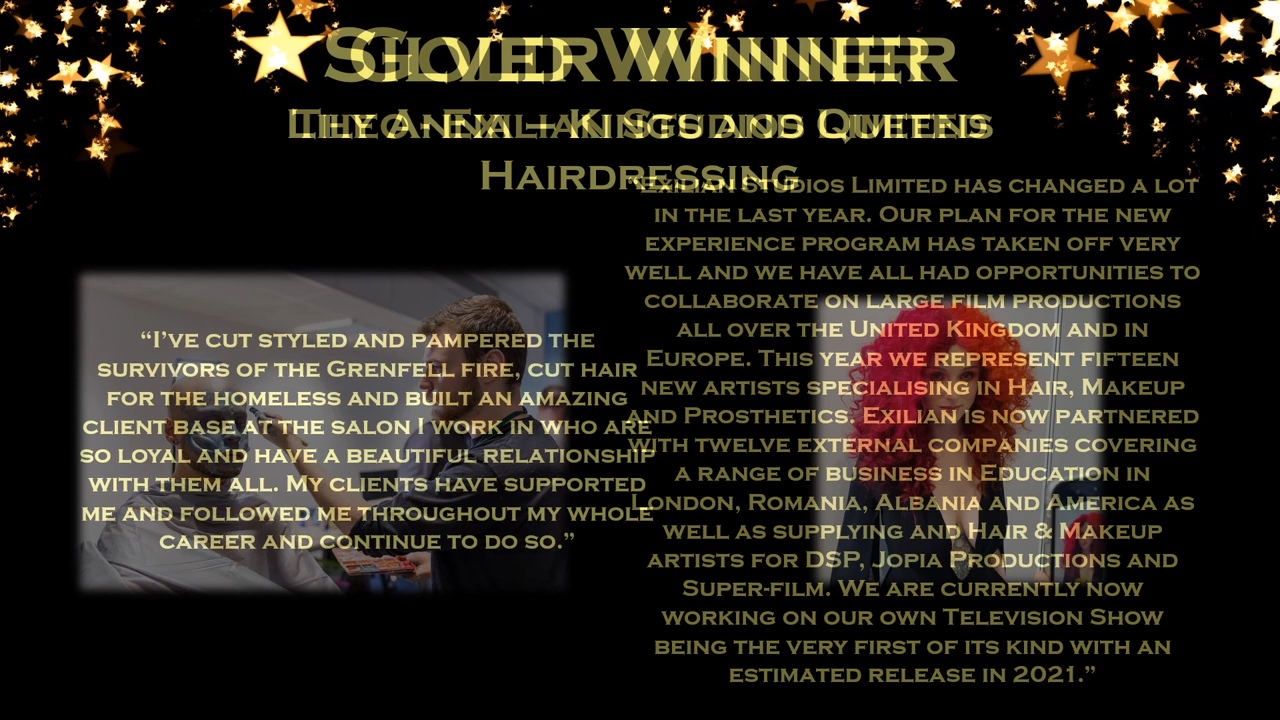 Silver Winner
Gold Winner
Exilian Studios Limited
Kings and Queens
Hairdressing
“I’ve cut styled and pampered the
survivors of the Grenfell fire, cut hair
for the homeless and built an amazing
client base at the salon I work in who are
so loyal and have a beautiful relationship
with them all. My clients have supported
me and followed me throughout my whole
career and continue to do so.”
“Exilian Studios Limited has changed a lot
in the last year. Our plan for the new
experience program has taken off very
well and we have all had opportunities to
collaborate on large film productions
all over the United Kingdom and in
Europe. This year we represent fifteen
new artists specialising in Hair, Makeup
and Prosthetics. Exilian is now partnered
with twelve external companies covering
a range of business in Education in
London, Romania, Albania and America as
well as supplying and Hair & Makeup
artists for DSP, Jopia Productions and
Super-film. We are currently now
working on our own Television Show
being the very first of its kind with an
estimated release in 2021.”